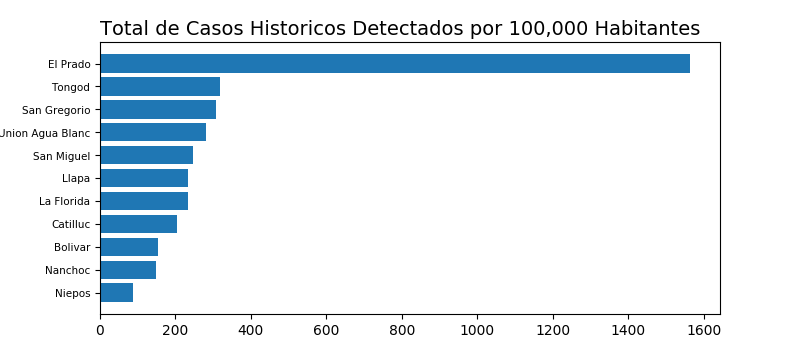 Total de Casos Historicos Detectados por 100,000 Habitantes
El Prado
Tongod
San Gregorio
Union Agua Blanc
San Miguel
Llapa
La Florida
Catilluc
Bolivar
Nanchoc
Niepos
0 200 400 600 800 1000 1200 1400 1600